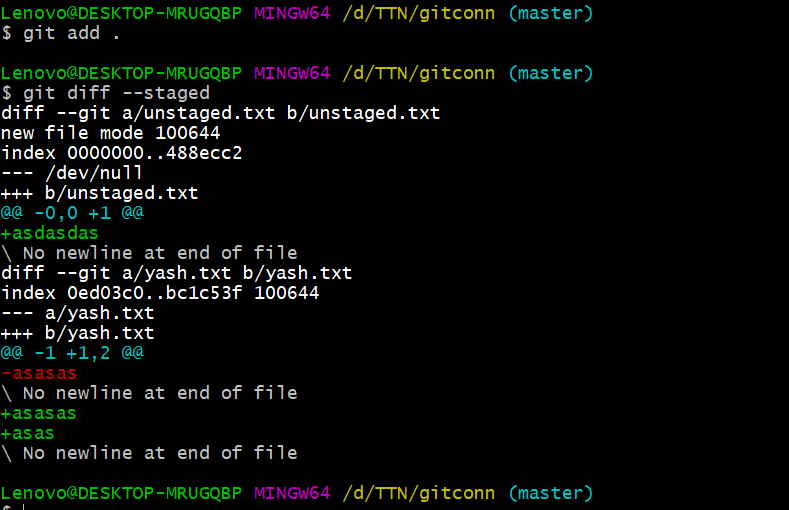 Lenovo@DESKTOP-MRUGQBP MINGW64 /d/TTN/gitconn (master)
$ git add .
Lenovo@DESKTOP-MRUGQBP MINGW64 /d/TTN/gitconn (master)
$ git diff --staged
diff --git a/unstaged.txt b/unstaged.txt
new file mode 100644
index 0000000..488ecc2
--- /dev/null
+++ b/unstaged.txt
@@ -0,0 +1 @@
+asdasdas
\ No newline at end of file
diff --git a/yash.txt b/yash.txt
index 0ed03c0..bc1c53f 100644
--- a/yash.txt
+++ b/yash.txt
@@ -1 +1,2 @@
-asasas
\ No newline at end of file
+asasas
+asas
\ No newline at end of file
Lenovo@DESKTOP-MRUGQBP MINGW64 /d/TTN/gitconn (master)
$